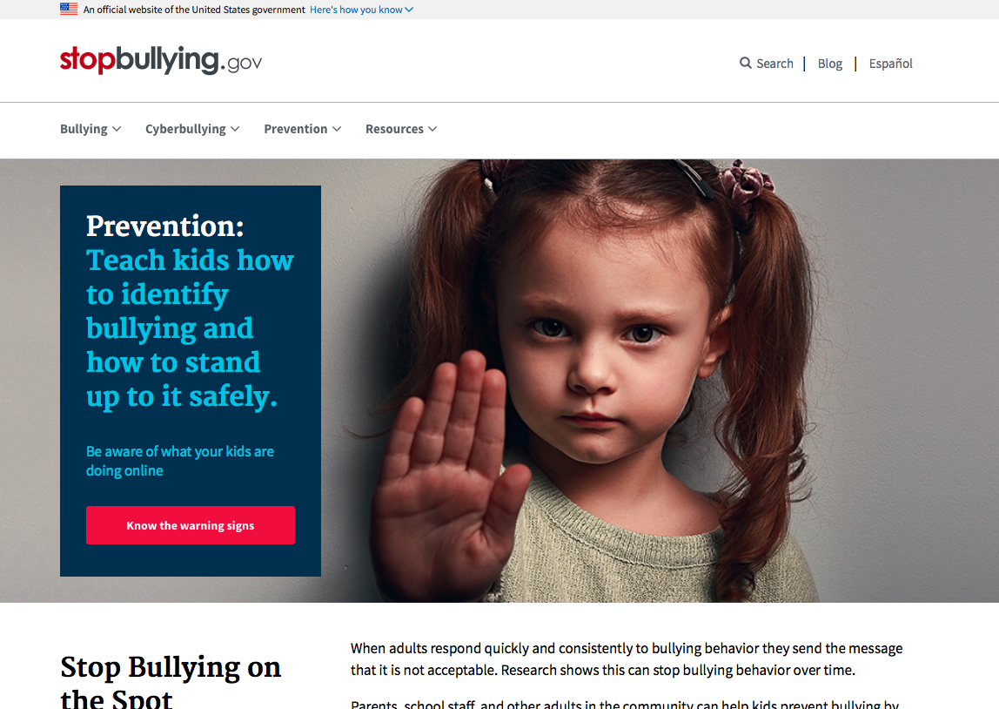 An official website of the United States government Here's how you know
stopbullying.gov
Search
Blog
Español
Bullying
Cyberbullying
Prevention
Resources
Prevention:
Teach kids how
to identify
bullying and
how to stand
up to it safely.
Be aware of what your kids are
doing online
Know the warning signs
Stop Bullying on
the Spot
When adults respond quickly and consistently to bullying behavior they send the message
that it is not acceptable. Research shows this can stop bullying behavior over time.
Parents, school staff, and other adults in the community can help kids prevent bullying by